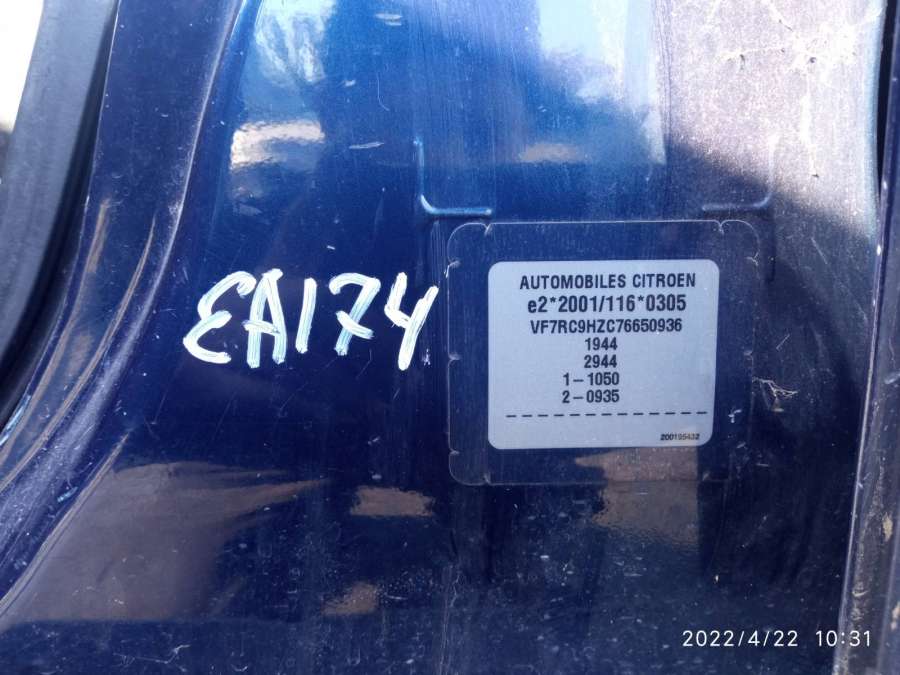 EA174
AUTOMOBILES CITROEN
e2*2001/116*0305
VF7RC9HZC76650936
1944
2944
1-1050
2-0935
200195432
2022/4/22 10:31